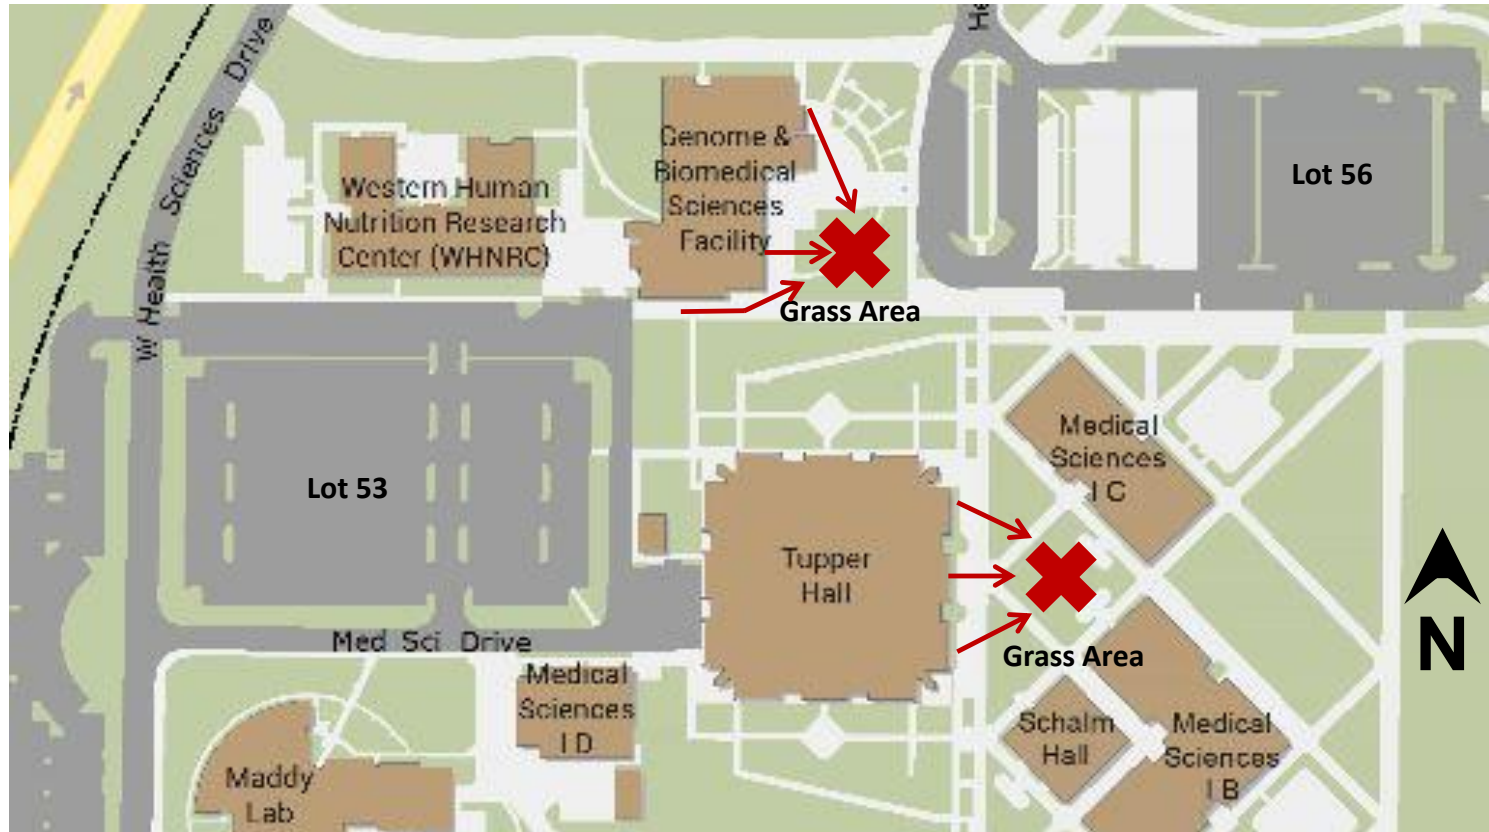 W Health Sciences Drive
He
Genome &
Biomedical
Sciences
Facility
Western Human
Nutrition Research
Center (WHNRC)
Lot 56
Grass Area
Lot 53
Medical
Sciences
I C
Tupper
Hall
Grass Area
N
Med Sci Drive
Medical
Sciences
I D
Maddy
Lab
Schalm
Hall
Medical
Sciences
I B